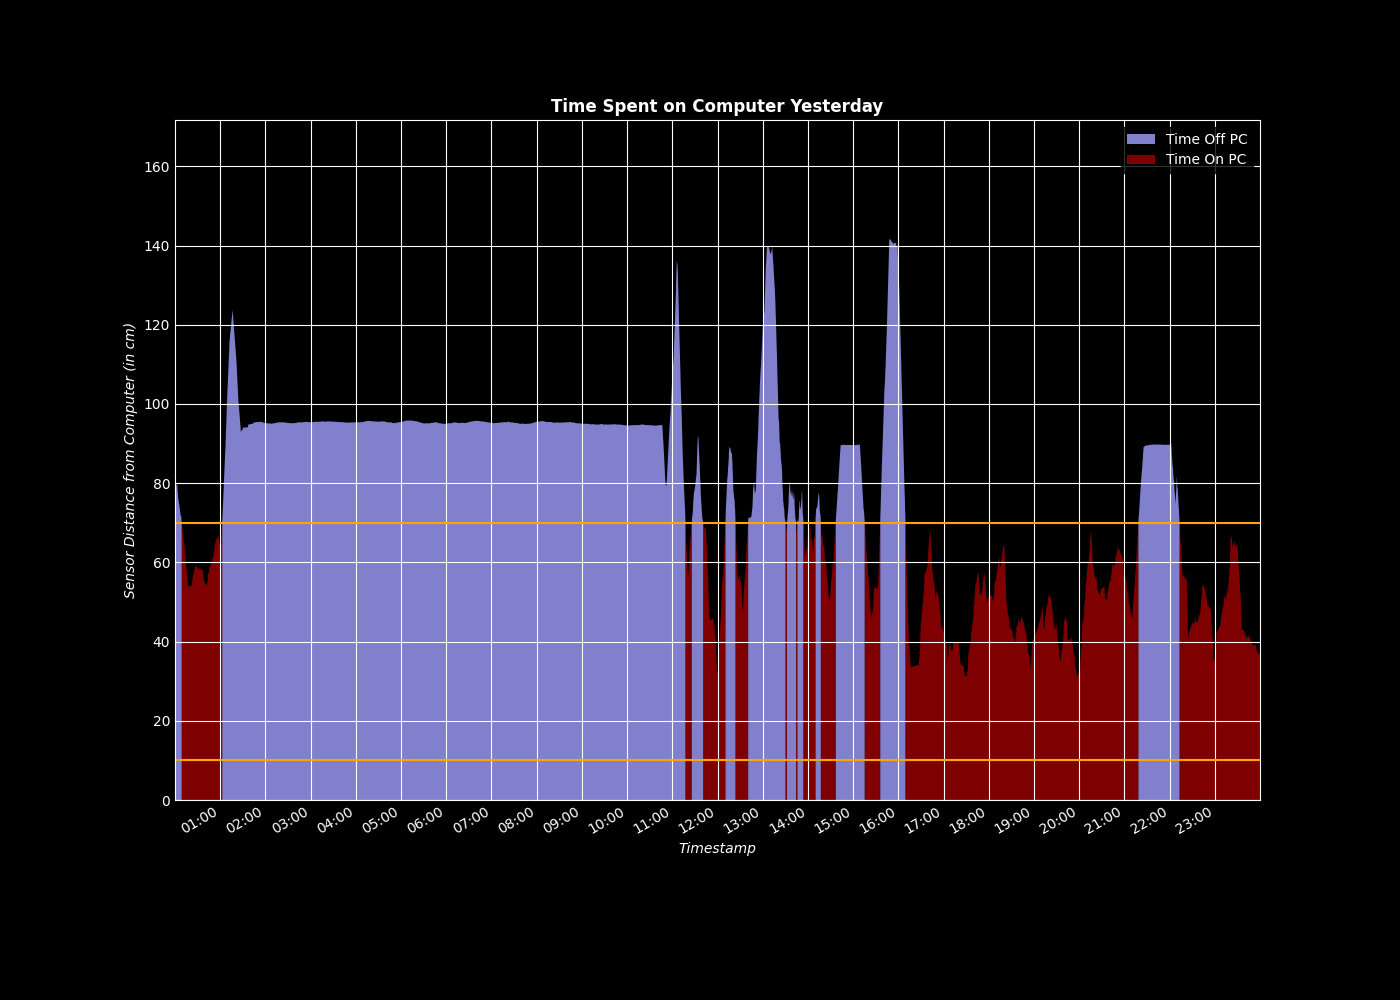 Time Spent on Computer Yesterday
Time Off PC
Time On PC
160
140
120
100
80
60
40
20
0
Sensor Distance from Computer (in cm)
01:00 02:00 03:00 04:00 05:00 06:00 07:00 08:00 09:00 10:00 11:00 12:00 13:00 14:00 15:00 16:00 17:00 18:00 19:00 20:00 21:00 22:00 23:00
Timestamp